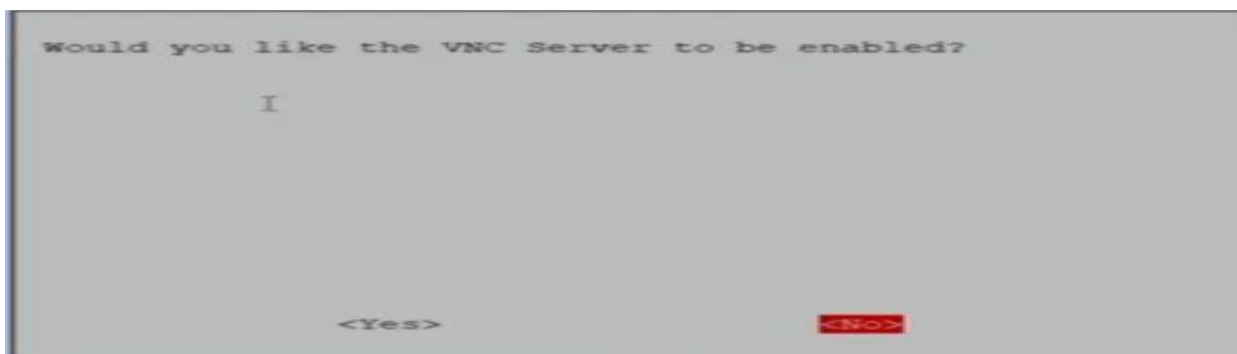 Would you like the VNC Server to be enabled?
<Yes> <No>